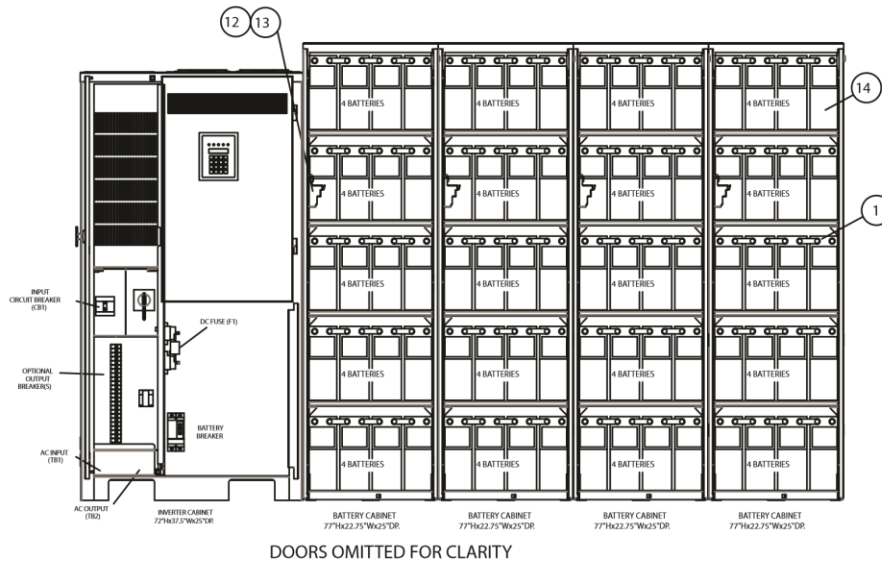 12 13
14
1
4 BATTERIES 4 BATTERIES 4 BATTERIES 4 BATTERIES
4 BATTERIES 4 BATTERIES 4 BATTERIES 4 BATTERIES
4 BATTERIES 4 BATTERIES 4 BATTERIES 4 BATTERIES
4 BATTERIES 4 BATTERIES 4 BATTERIES 4 BATTERIES
4 BATTERIES 4 BATTERIES 4 BATTERIES 4 BATTERIES
INPUT
CIRCUIT BREAKER
(CB1)
DC FUSE (F1)
OPTIONAL
OUTPUT
BREAKER(S)
BATTERY
BREAKER
AC INPUT
(TB1)
AC OUTPUT
(TB2)
INVERTER CABINET
72"Hx37.5"Wx25"DP.
BATTERY CABINET
77"Hx22.75"Wx25"DP.
BATTERY CABINET
77"Hx22.75"Wx25"DP.
BATTERY CABINET
77"Hx22.75"Wx25"DP.
BATTERY CABINET
77"Hx22.75"Wx25"DP.
DOORS OMITTED FOR CLARITY